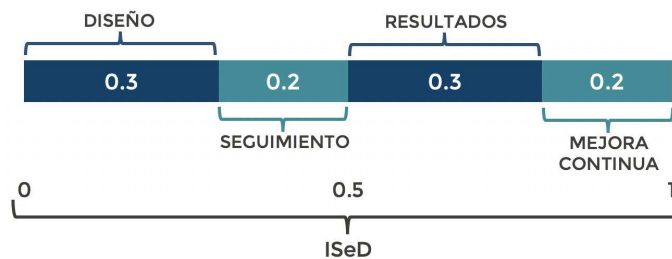 DISEÑO
RESULTADOS
0.3
0.2
0.3
0.2
SEGUIMIENTO
MEJORA
CONTINUA
0
0.5
1
ISeD